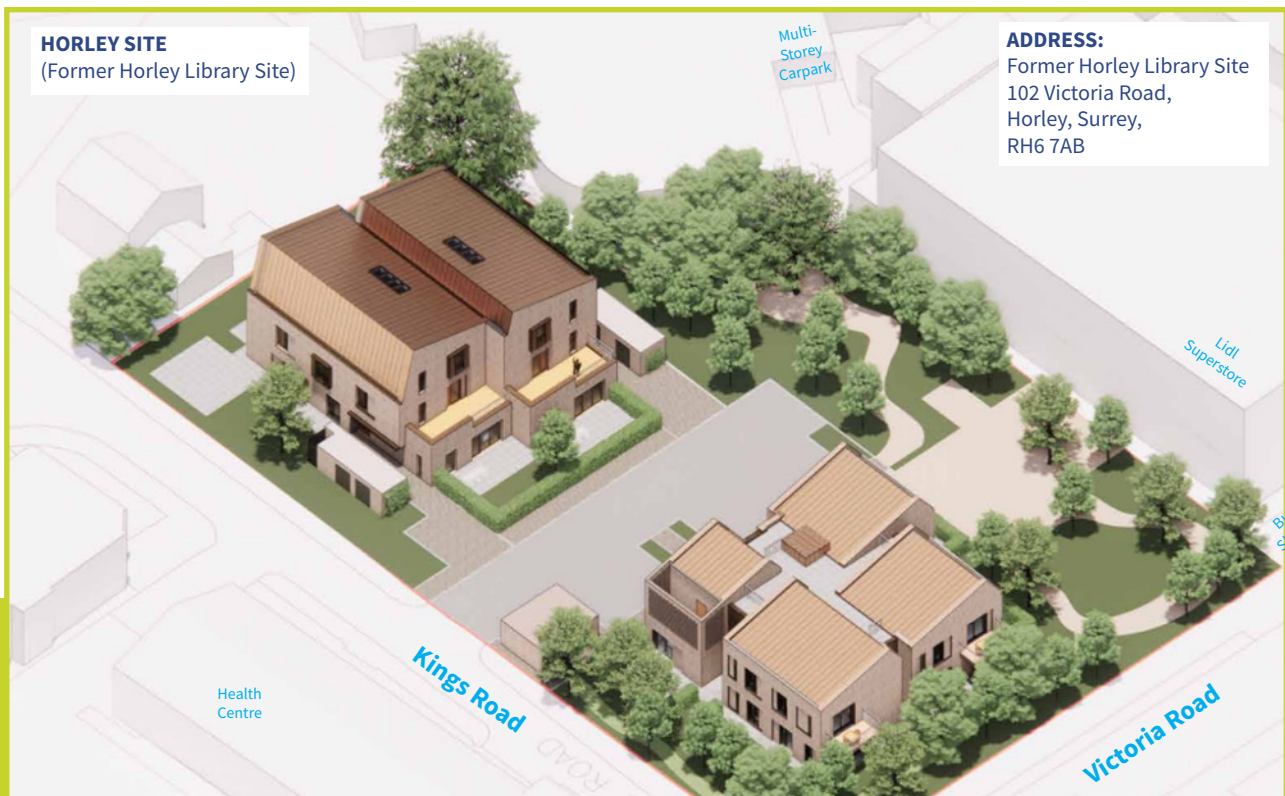 HORLEY SITE
(Former Horley Library Site)
Multi-
Storey
Carpark
ADDRESS:
Former Horley Library Site
102 Victoria Road,
Horley, Surrey,
RH6 7AB
Lidl
Superstore
Kings Road
Health
Centre
ROAD
Victoria Road